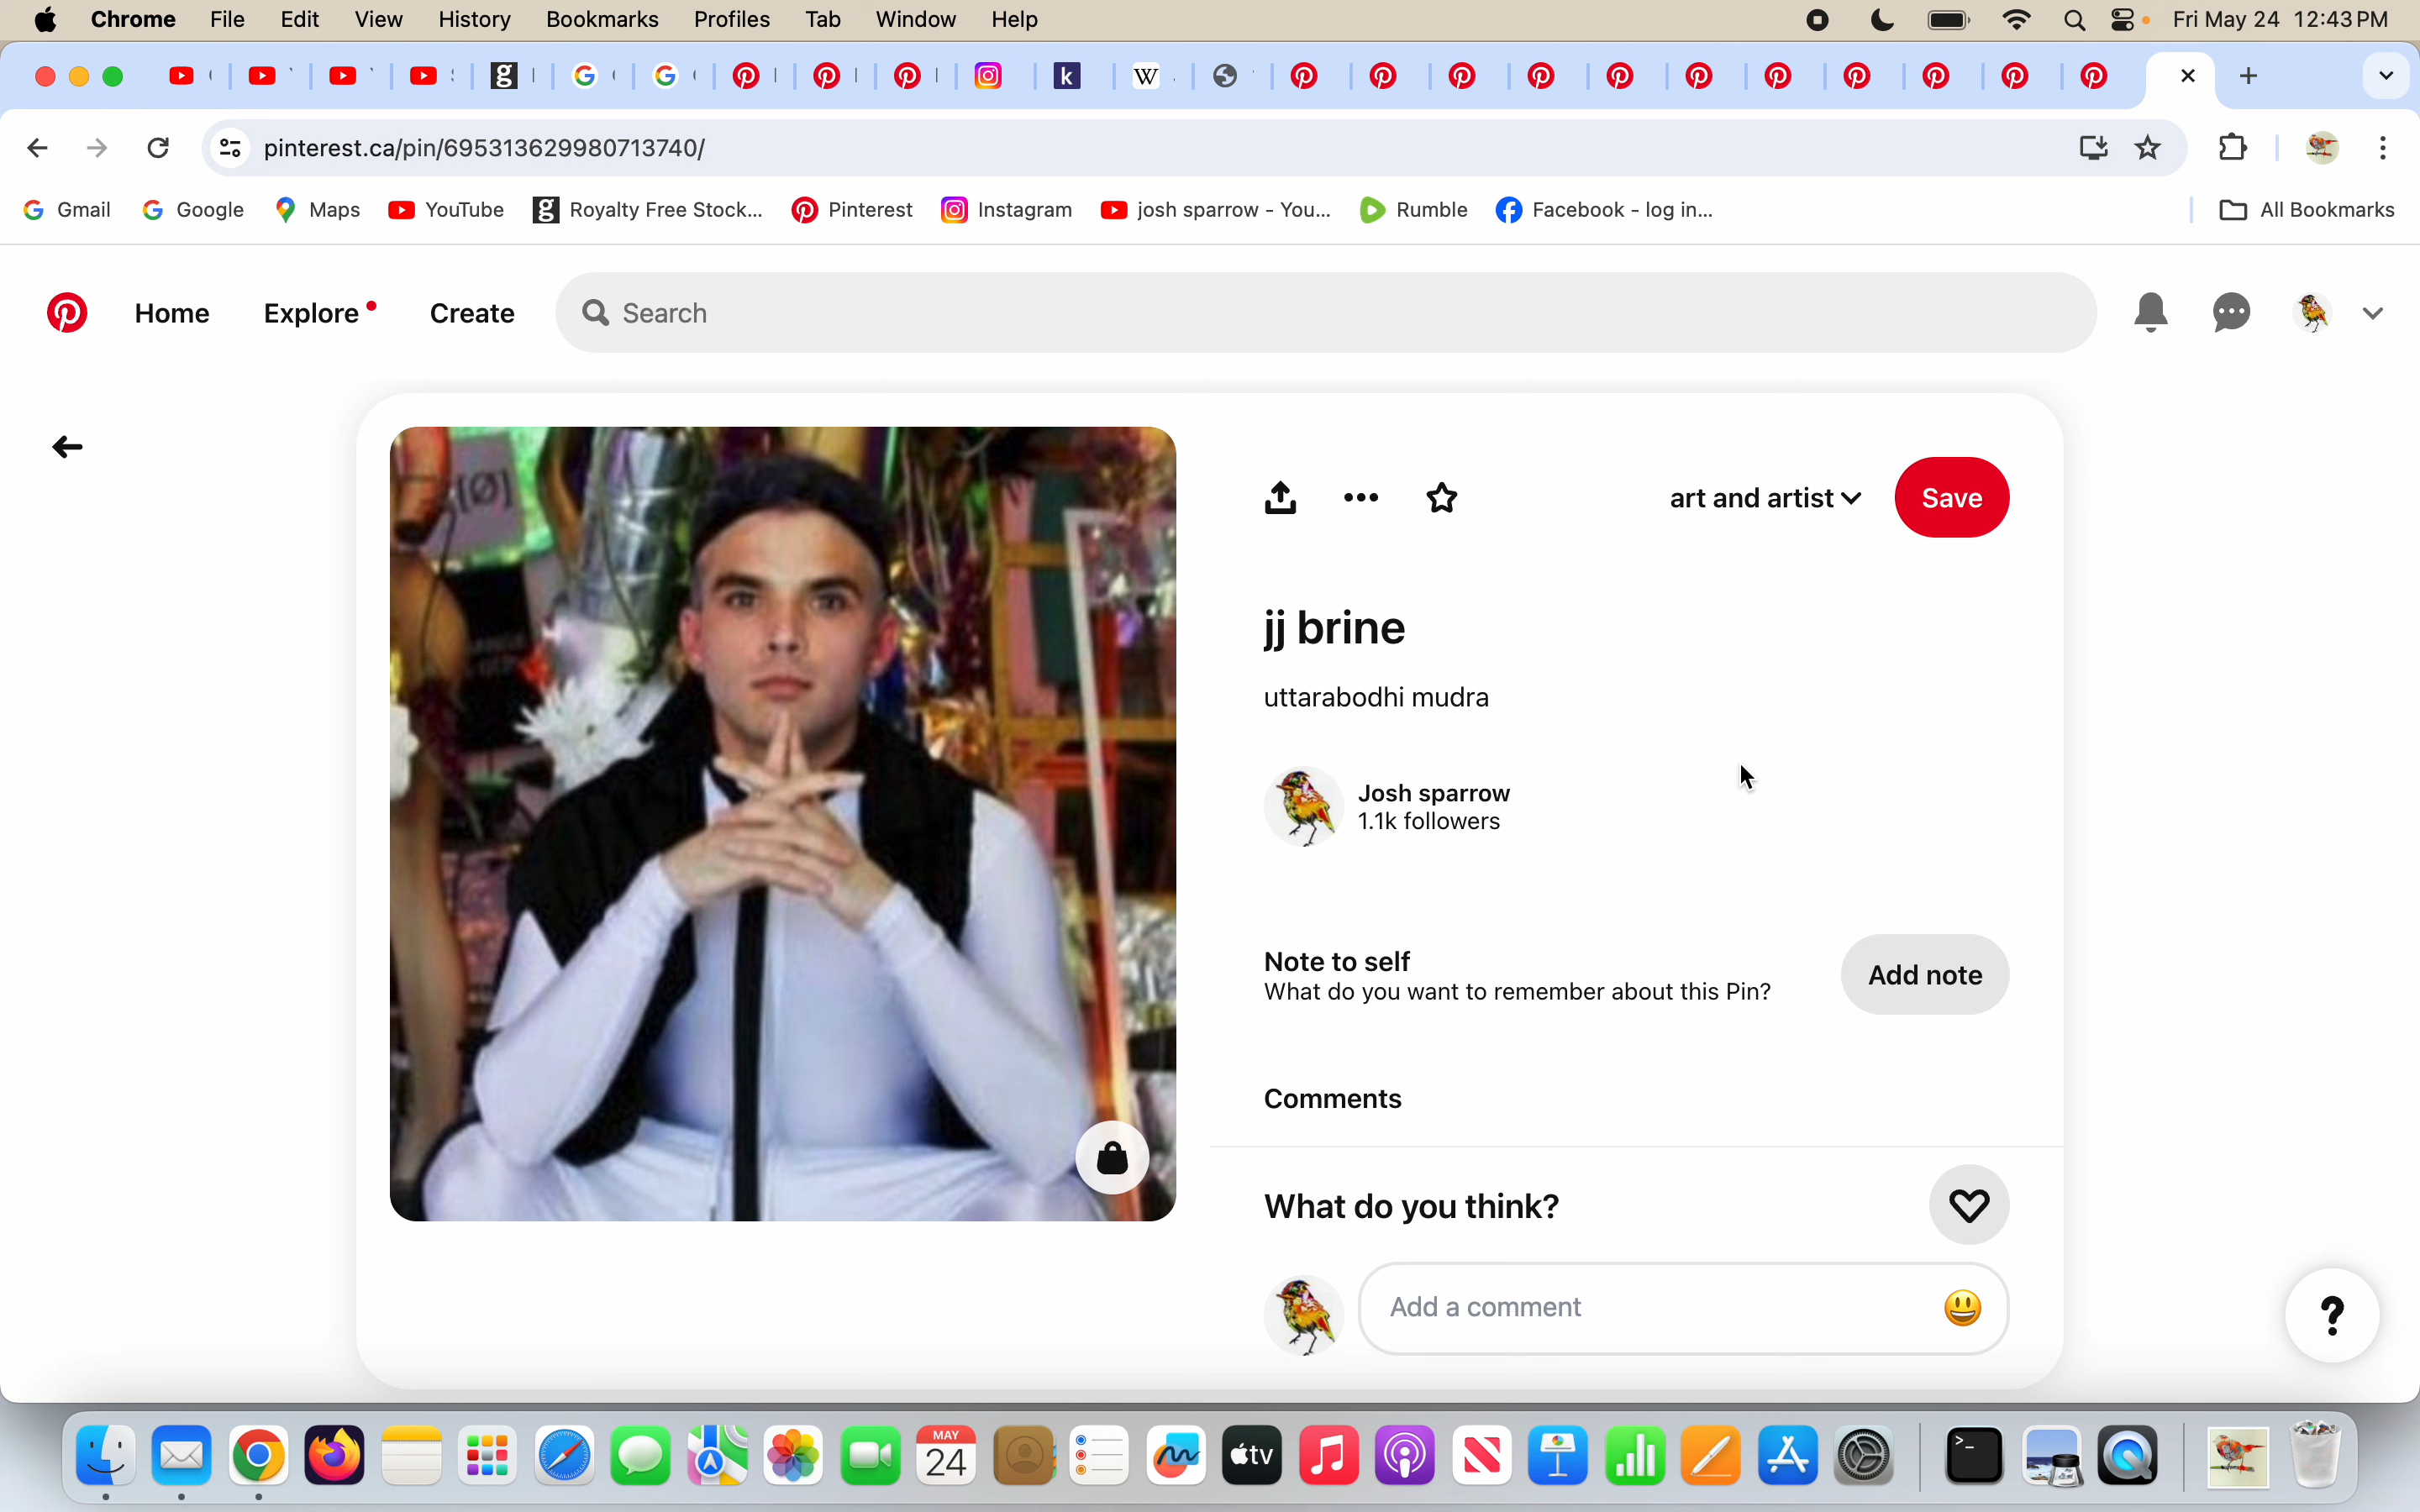 Chrome File Edit View History Bookmarks Profiles Tab Window Help Fri May 24 12:43 PM
pinterest.ca/pin/695313629980713740/
Gmail Google Maps YouTube Royalty Free Stock... Pinterest Instagram josh sparrow - You... Rumble Facebook - log in... All Bookmarks
Home Explore Create Search
[Ø]
art and artist Save
jj brine
uttarabodhi mudra
Josh sparrow
1.1k followers
Note to self
What do you want to remember about this Pin?
Add note
Comments
What do you think?
Add a comment
?
MAY
24
tv